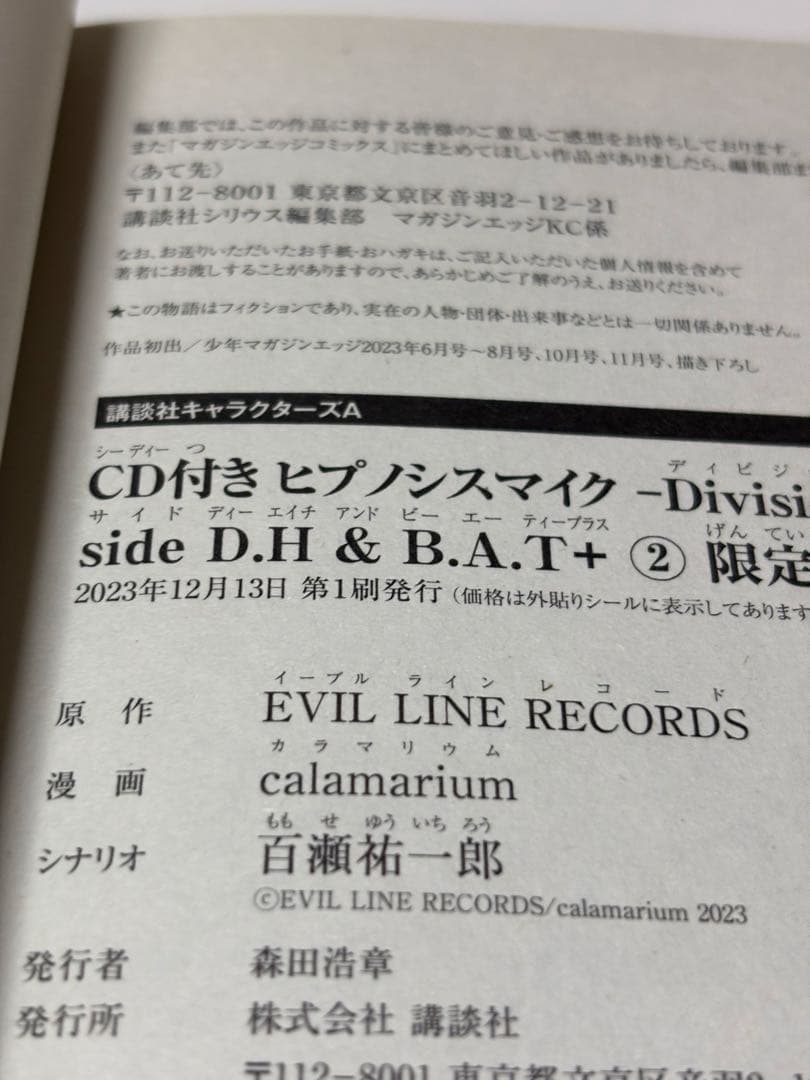 編集部では、この作品に対する皆様のご意見・ご感想をお待ちしております。
また「マガジンエッジコミックス」にまとめてほしい作品がありましたら、編集部ま
〈あて先〉
〒112-8001 東京都文京区音羽2-12-21
講談社シリウス編集部　マガジンエッジKC係
なお、お送りいただいたお手紙・おハガキは、ご記入いただいた個人情報を含めて
著者にお渡しすることがありますので、あらかじめご了解のうえ、お送りください。
★この物語はフィクションであり、実在の人物・団体・出来事などとは一切関係ありません。
作品初出／少年マガジンエッジ2023年6月号～8月号、10月号、11月号、描き下ろし
講談社キャラクターズA
シーディー つ ディビジ
CD付き ヒプノシスマイク -Divisi
サイド ディー エイチ アンド ビー エー ティープラス げんてい
side D.H & B.A.T+ ② 限定
2023年12月13日 第1刷発行（価格は外貼りシールに表示してあります
イーブル ライン レコード
原作 EVIL LINE RECORDS
カラマリウム
漫画 calamarium
ももせ ゆういちろう
シナリオ 百瀬祐一郎
©EVIL LINE RECORDS/calamarium 2023
発行者 森田浩章
発行所 株式会社 講談社
〒112-8001 東京都文京区音羽2-1